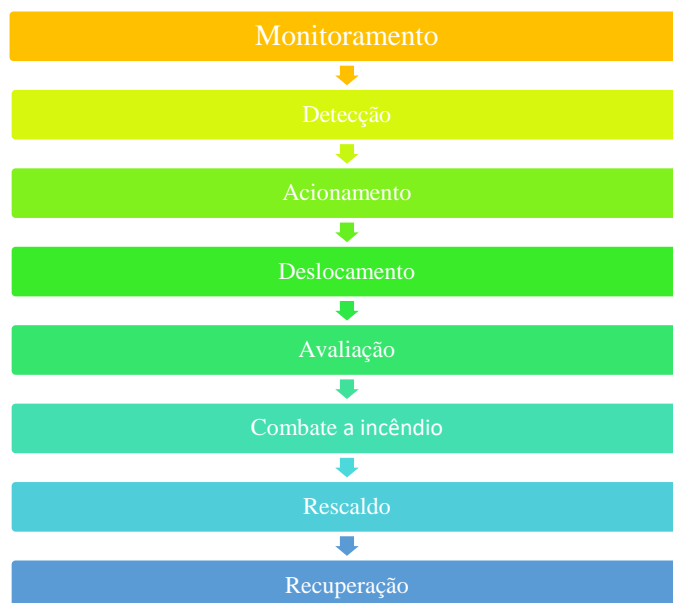 Monitoramento
Detecção
Acionamento
Deslocamento
Avaliação
Combate a incêndio
Rescaldo
Recuperação